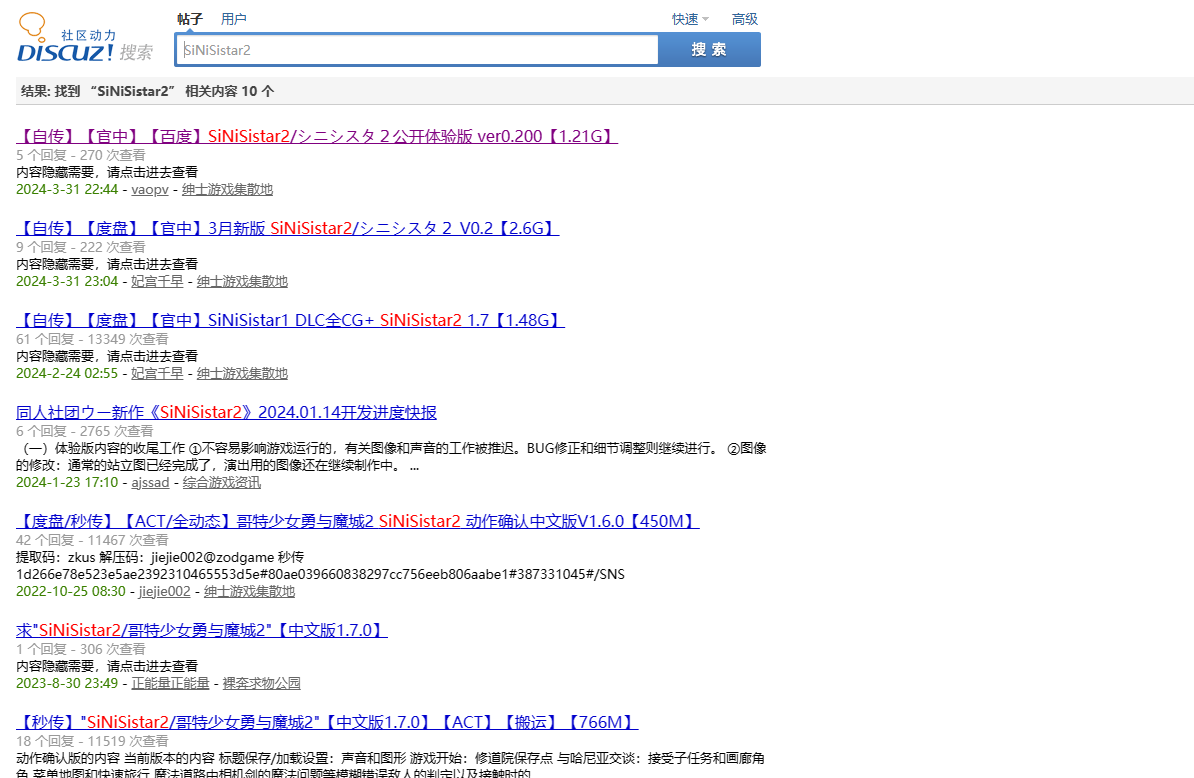 帖子 用户 快速 高级
社区动力
DISCUZ! 搜索
SiNiSistar2 搜索
结果: 找到 “SiNiSistar2” 相关内容 10 个
【自传】【官中】【百度】SiNiSistar2/シニシスタ２公开体验版 ver0.200【1.21G】
5 个回复 - 270 次查看
内容隐藏需要，请点击进去查看
2024-3-31 22:44 - vaopv - 绅士游戏集散地
【自传】【度盘】【官中】3月新版 SiNiSistar2/シニシスタ２ V0.2【2.6G】
9 个回复 - 222 次查看
内容隐藏需要，请点击进去查看
2024-3-31 23:04 - 妃宫千早 - 绅士游戏集散地
【自传】【度盘】【官中】SiNiSistar1 DLC全CG+ SiNiSistar2 1.7【1.48G】
61 个回复 - 13349 次查看
内容隐藏需要，请点击进去查看
2024-2-24 02:55 - 妃宫千早 - 绅士游戏集散地
同人社团ウー新作《SiNiSistar2》2024.01.14开发进度快报
6 个回复 - 2765 次查看
（一）体验版内容的收尾工作 ①不容易影响游戏运行的，有关图像和声音的工作被推迟。BUG修正和细节调整则继续进行。 ②图像
的修改：通常的站立图已经完成了，演出用的图像还在继续制作中。 ...
2024-1-23 17:10 - ajssad - 综合游戏资讯
【度盘/秒传】【ACT/全动态】哥特少女勇与魔城2 SiNiSistar2 动作确认中文版V1.6.0【450M】
42 个回复 - 11467 次查看
提取码：zkus 解压码：jiejie002@zodgame 秒传
1d266e78e523e5ae2392310465553d5e#80ae039660838297cc756eeb806aabe1#387331045#/SNS
2022-10-25 08:30 - jiejie002 - 绅士游戏集散地
求"SiNiSistar2/哥特少女勇与魔城2"【中文版1.7.0】
1 个回复 - 306 次查看
内容隐藏需要，请点击进去查看
2023-8-30 23:49 - 正能量正能量 - 裸奔求物公园
【秒传】"SiNiSistar2/哥特少女勇与魔城2"【中文版1.7.0】【ACT】【搬运】【766M】
18 个回复 - 11519 次查看
动作确认版的内容 当前版本的内容 标题保存/加载设置：声音和图形 游戏开始：修道院保存点 与哈尼亚交谈：接受子任务和画廊角
色 菜单地图和快速旅行 魔法道路中相机剑的魔法问题等模糊错误敌人的判定以及接触时的